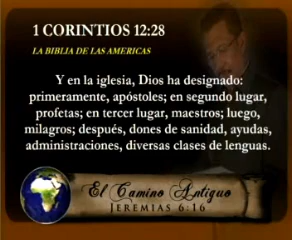 1 CORINTIOS 12:28
LA BIBLIA DE LAS AMERICAS
Y en la iglesia, Dios ha designado:
primeramente, apóstoles; en segundo lugar,
profetas; en tercer lugar, maestros; luego,
milagros; después, dones de sanidad, ayudas,
administraciones, diversas clases de lenguas.
El Camino Antiguo
JEREMIAS 6:16